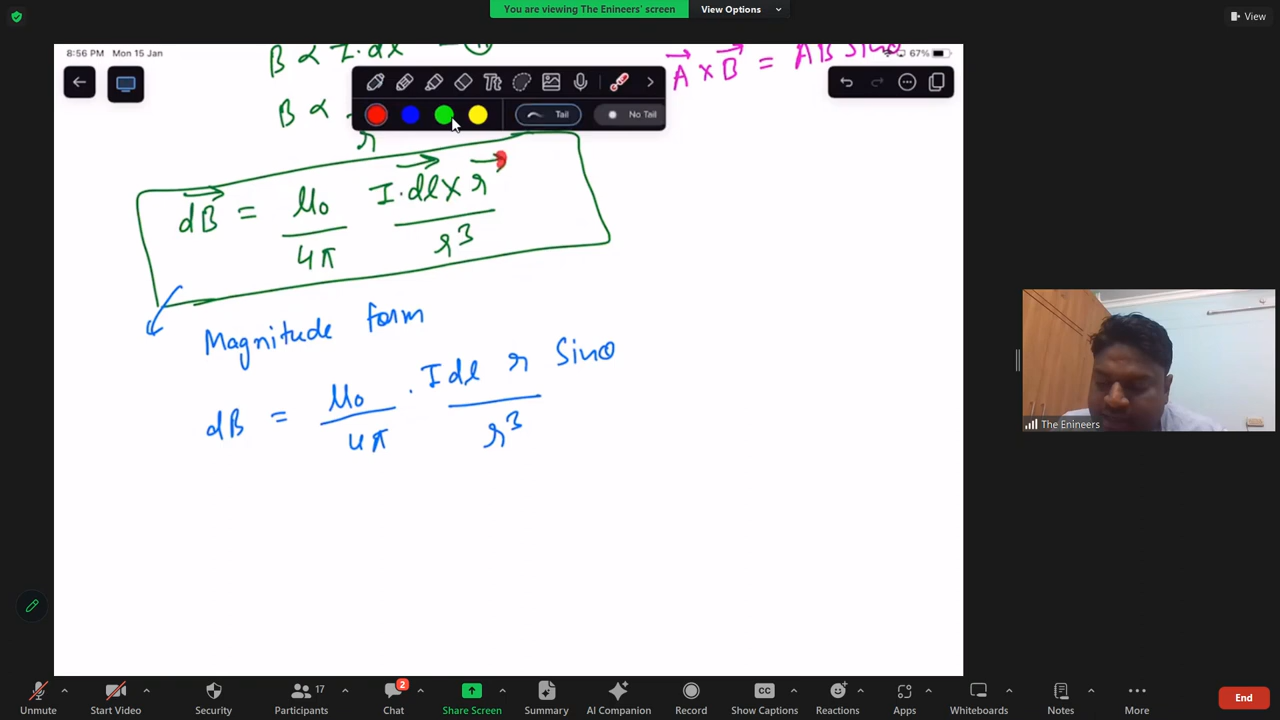 You are viewing The Enineers' screen
View Options
View
8:56 PM Mon 15 Jan
67%
B ∝ I·dl — ⓘⓘ
A⃗ × B⃗ = AB Sinθ
Tt
B ∝
r
Tail
No Tail
dB⃗ = μ₀/4π I·dl⃗ × r⃗ / r³
Magnitude form
dB = μ₀/4π · I dl r Sinθ / r³
The Enineers
Unmute
Start Video
Security
17
Participants
2
Chat
Share Screen
Summary
AI Companion
Record
CC
Show Captions
Reactions
Apps
Whiteboards
Notes
More
End